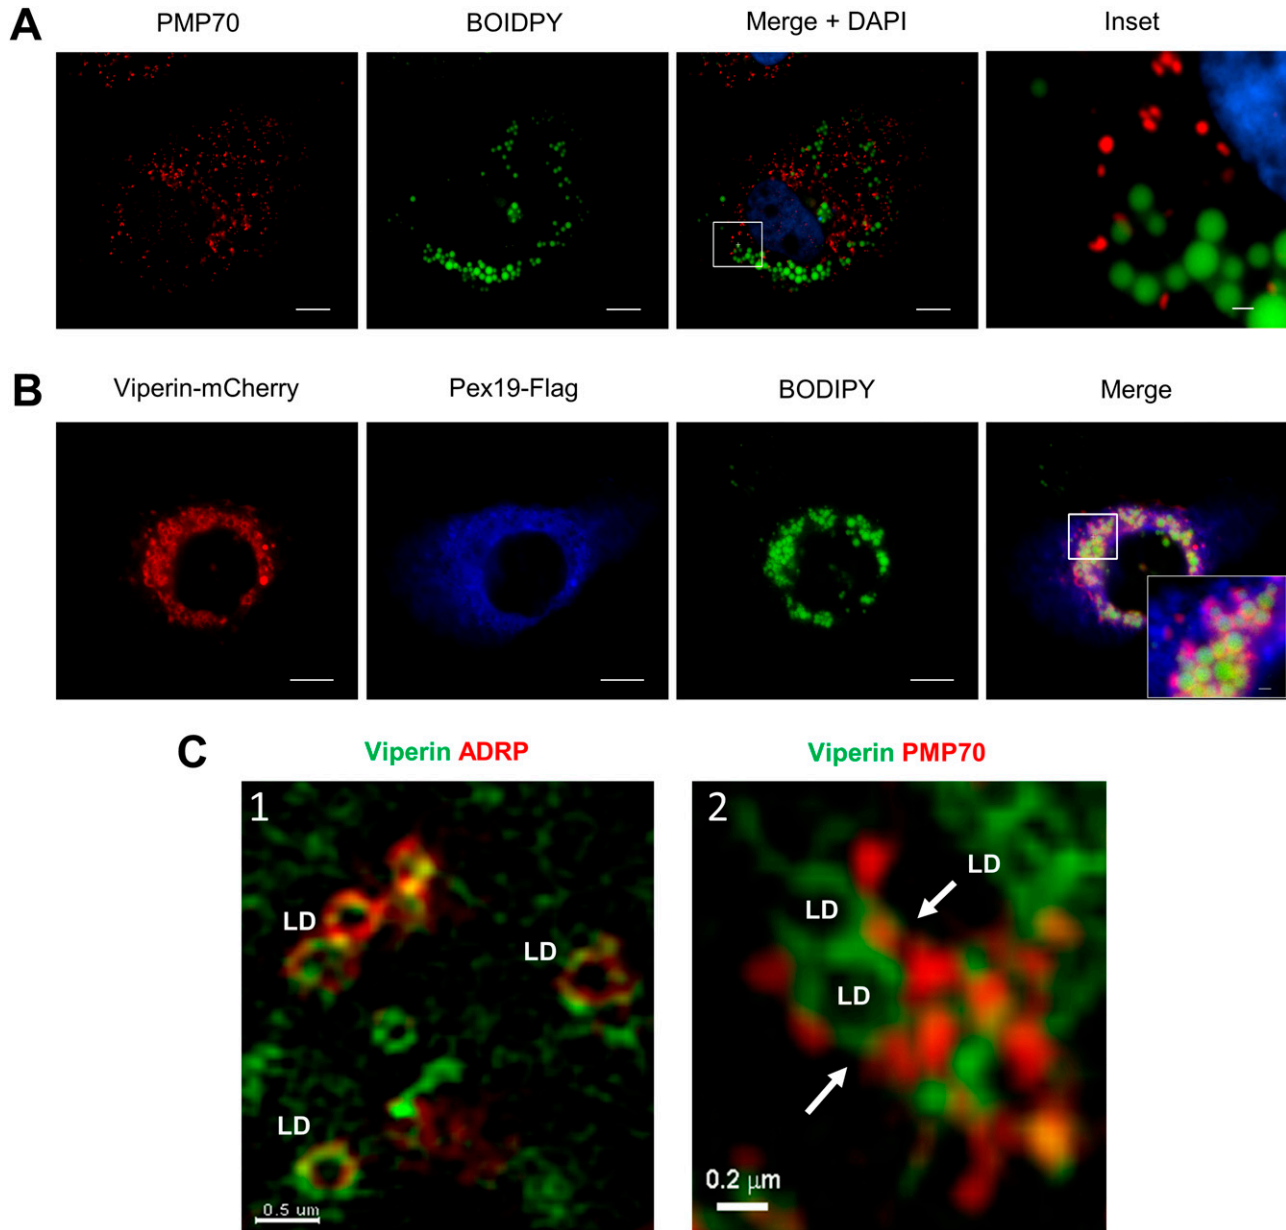 A
PMP70 BOIDPY Merge + DAPI Inset
B
Viperin-mCherry Pex19-Flag BODIPY Merge
C
Viperin ADRP Viperin PMP70
1 2
LD
LD
LD
LD
LD
LD
0.5 um
0.2 µm